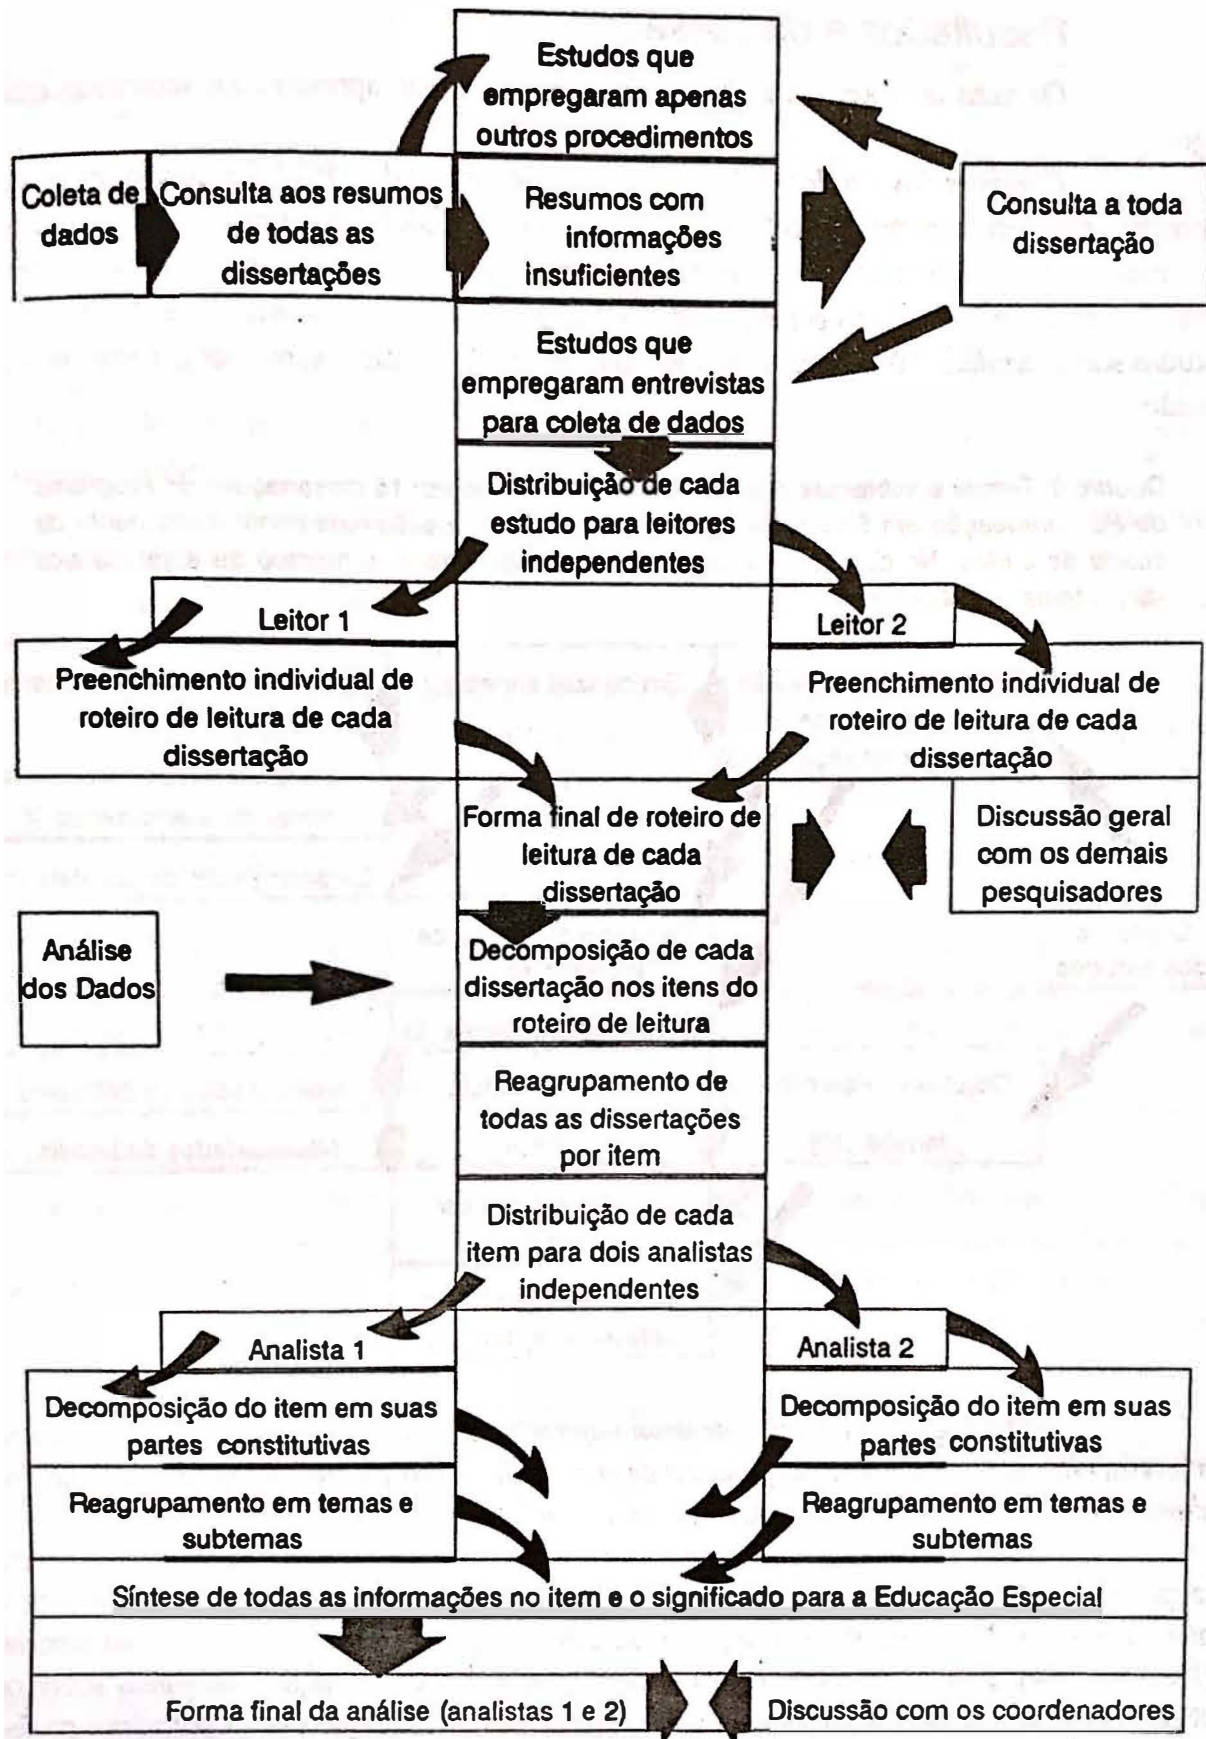 Estudos que
empregaram apenas
outros procedimentos
Coleta de
dados
Consulta aos resumos
de todas as
dissertações
Resumos com
informações
insuficientes
Consulta a toda
dissertação
Estudos que
empregaram entrevistas
para coleta de dados
Distribuição de cada
estudo para leitores
independentes
Leitor 1
Leitor 2
Preenchimento individual de
roteiro de leitura de cada
dissertação
Preenchimento individual de
roteiro de leitura de cada
dissertação
Forma final de roteiro de
leitura de cada
dissertação
Discussão geral
com os demais
pesquisadores
Análise
dos Dados
Decomposição de cada
dissertação nos itens do
roteiro de leitura
Reagrupamento de
todas as dissertações
por item
Distribuição de cada
item para dois analistas
independentes
Analista 1
Analista 2
Decomposição do item em suas
partes constitutivas
Decomposição do item em suas
partes constitutivas
Reagrupamento em temas e
subtemas
Reagrupamento em temas e
subtemas
Síntese de todas as informações no item e o significado para a Educação Especial
Forma final da análise (analistas 1 e 2)
Discussão com os coordenadores